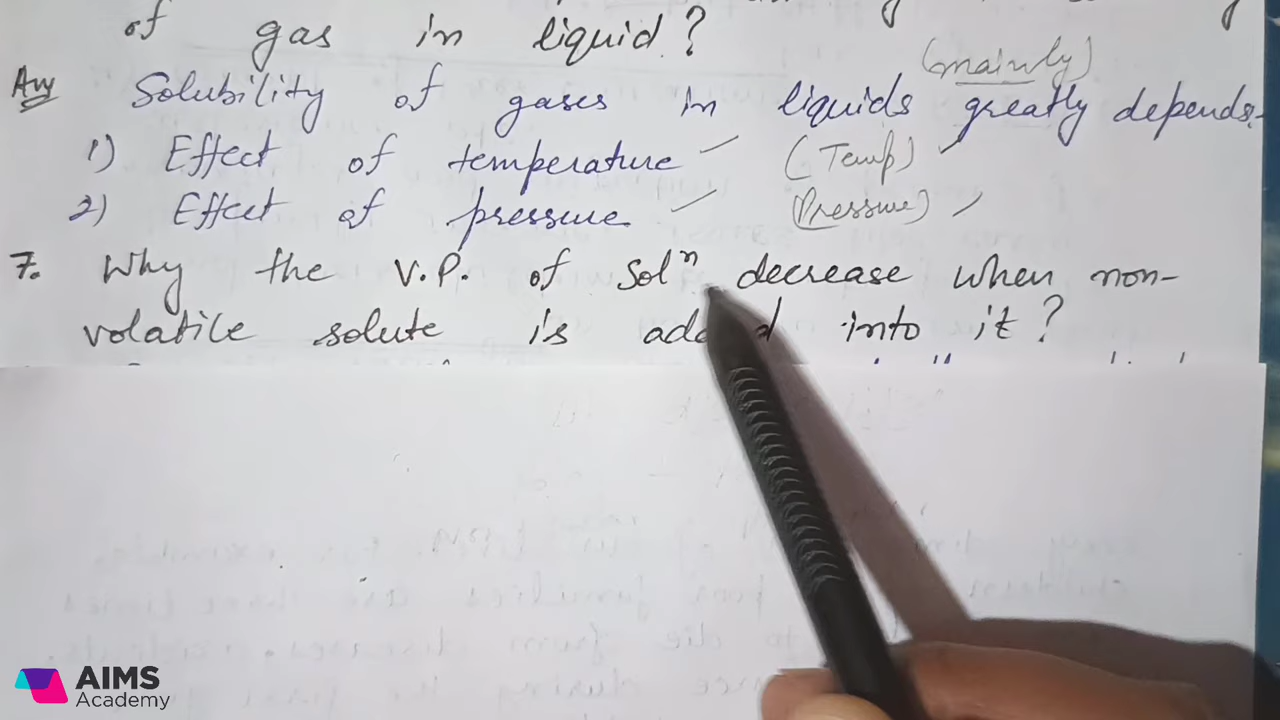 of gas in liquid?
(mainly)
Ans Solubility of gases in liquids greatly depends.
1) Effect of temperature (Temp)
2) Effect of pressure (Pressure)
7. Why the V.P. of solⁿ decrease when non-
volatile solute is added into it?
AIMS
Academy